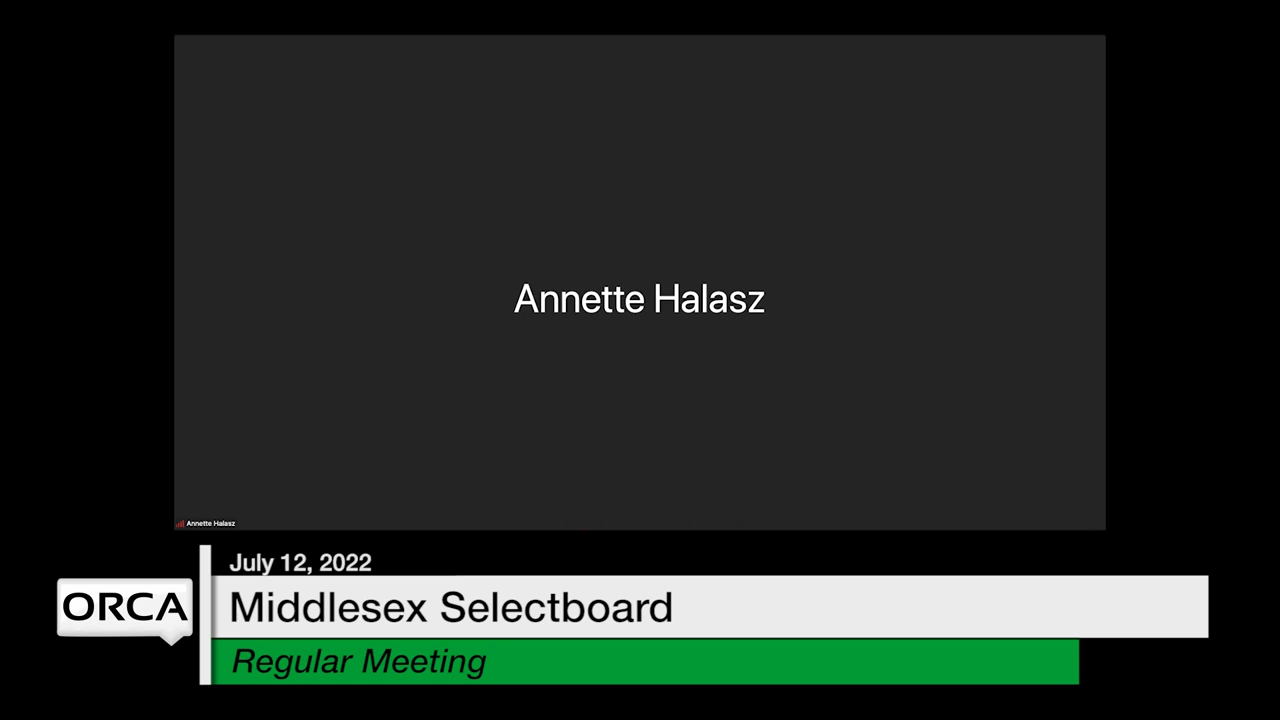 Annette Halasz
Annette Halasz
July 12, 2022
ORCA
Middlesex Selectboard
Regular Meeting